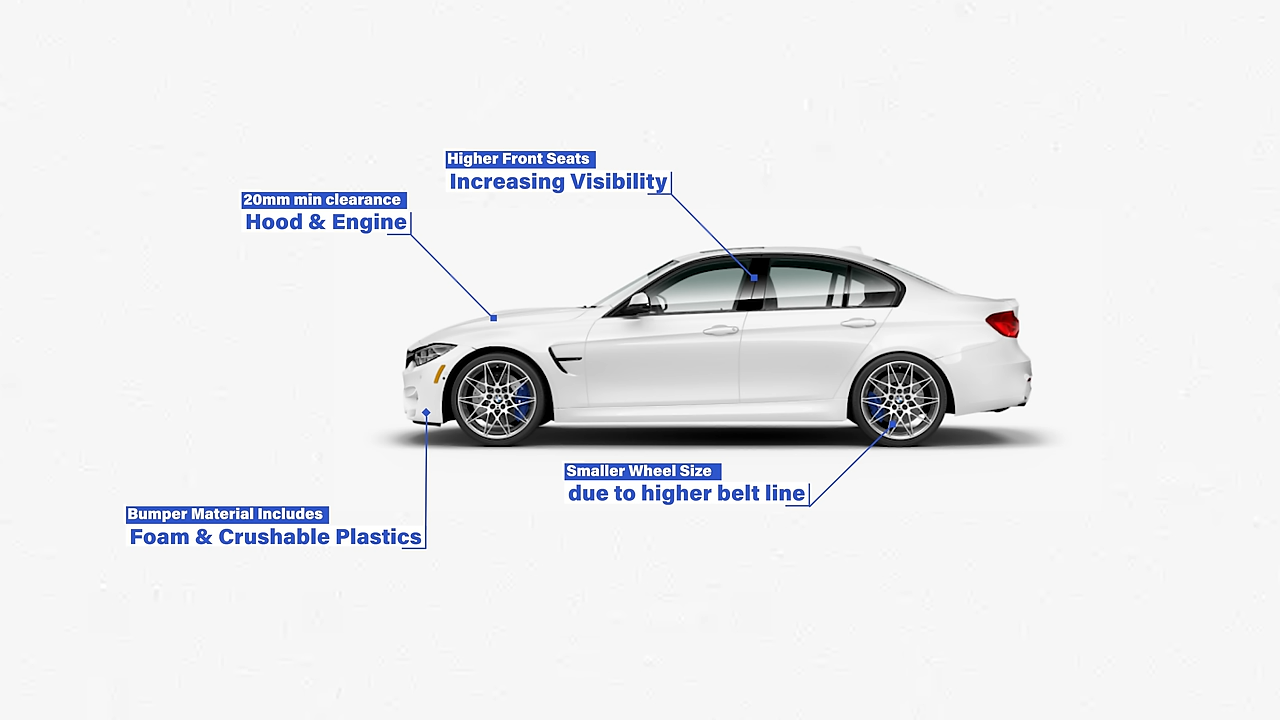 Higher Front Seats
Increasing Visibility
20mm min clearance
Hood & Engine
Smaller Wheel Size
due to higher belt line
Bumper Material Includes
Foam & Crushable Plastics